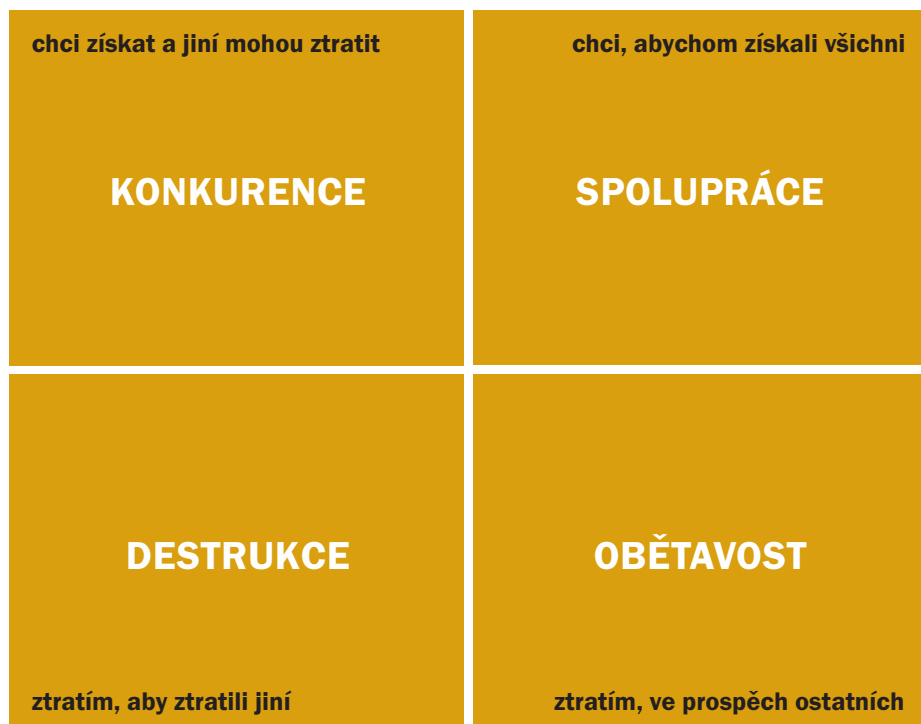 chci získat a jiní mohou ztratit
chci, abychom získali všichni
KONKURENCE
SPOLUPRÁCE
DESTRUKCE
OBĚTAVOST
ztratím, aby ztratili jiní
ztratím, ve prospěch ostatních